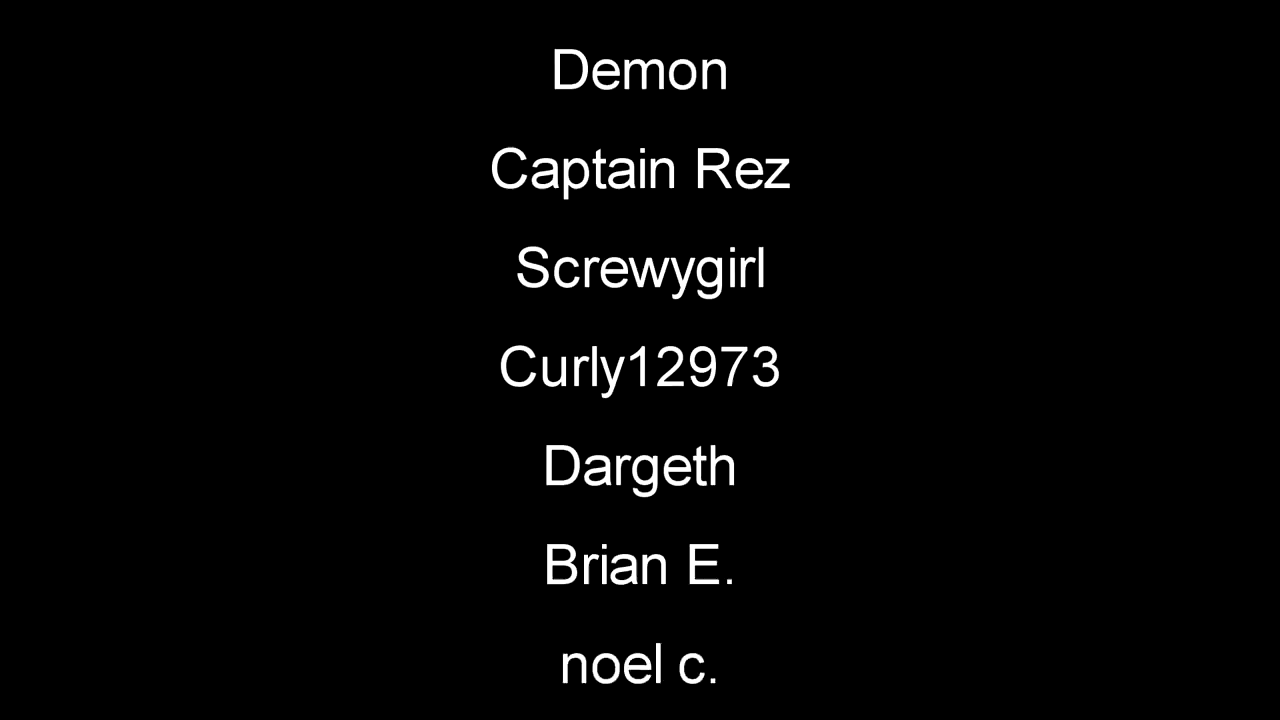 Demon
Captain Rez
Screwygirl
Curly12973
Dargeth
Brian E.
noel c.